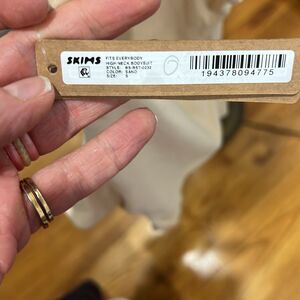 SKIMS
FITS EVERYBODY
HIGH NECK BODYSUIT
STYLE: BS-BST-0232
COLOR: SAND
SIZE: S
194378094775